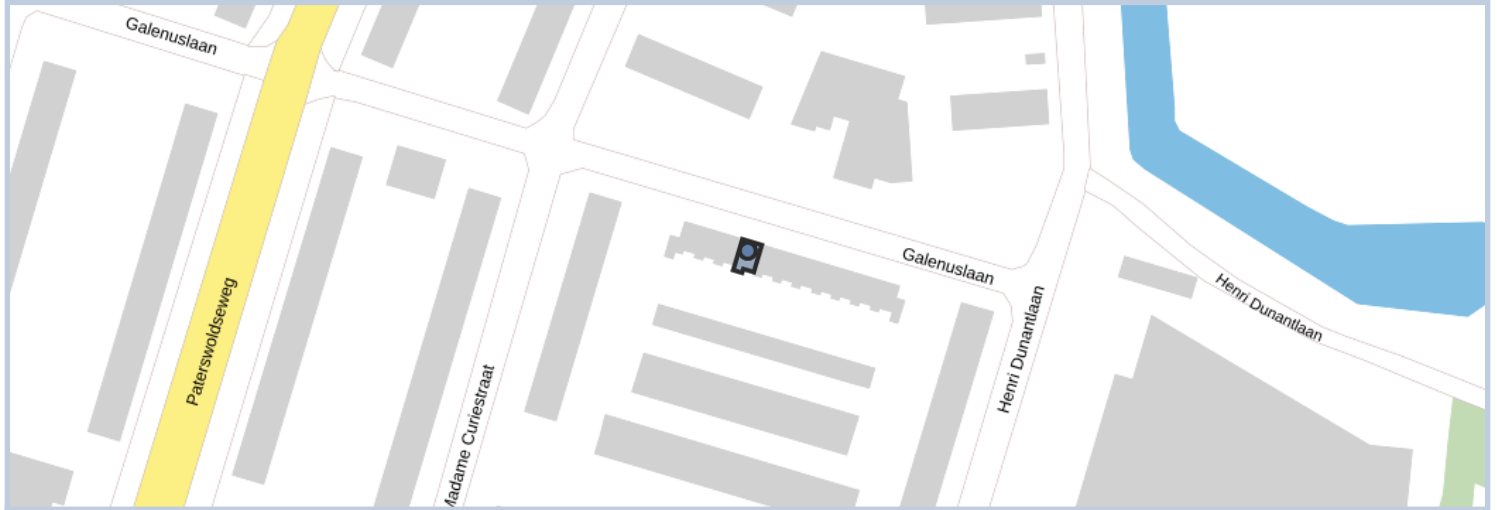 Galenuslaan
Galenuslaan
Henri Dunantlaan
Paterswoldseweg
Henri Dunantlaan
Madame Curiestraat